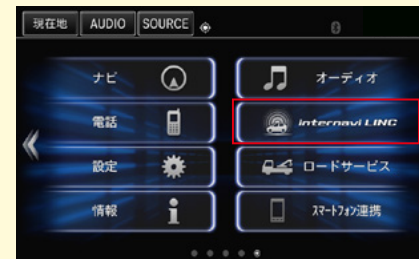 現在地 AUDIO SOURCE
ナビ オーディオ
電話 internavi LINC
設定 ロードサービス
情報 スマートフォン連携